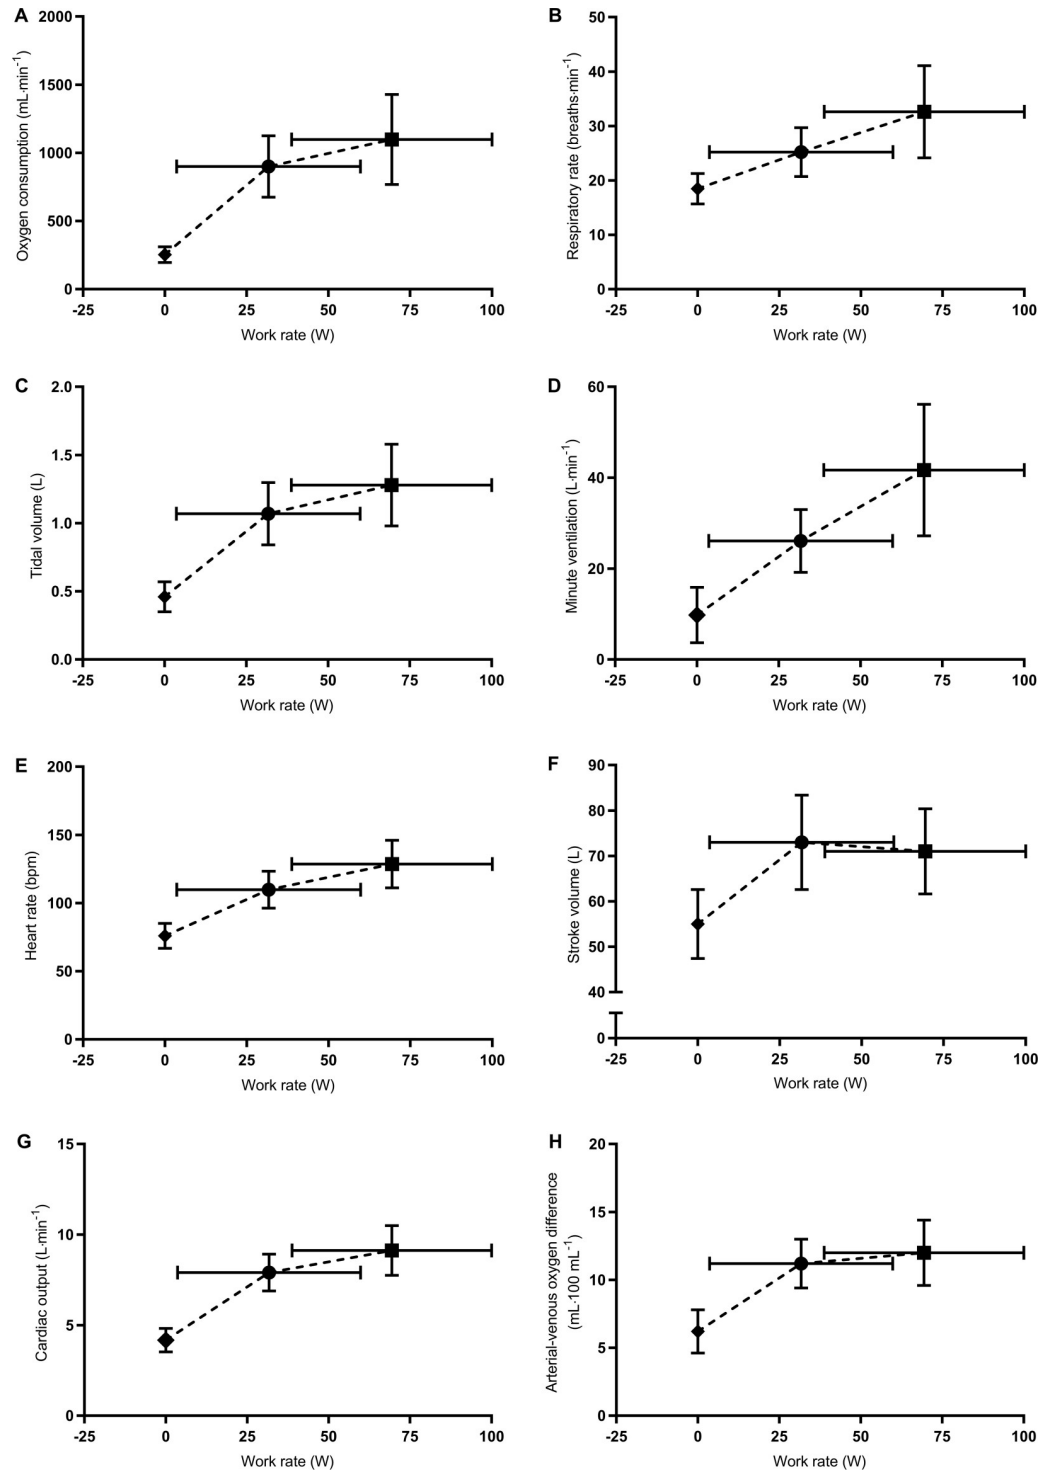 A
Oxygen consumption (mL·min⁻¹)
2000
1500
1000
500
0
-25 0 25 50 75 100
Work rate (W)
B
Respiratory rate (breaths·min⁻¹)
50
40
30
20
10
0
-25 0 25 50 75 100
Work rate (W)
C
Tidal volume (L)
2.0
1.5
1.0
0.5
0.0
-25 0 25 50 75 100
Work rate (W)
D
Minute ventilation (L·min⁻¹)
60
40
20
0
-25 0 25 50 75 100
Work rate (W)
E
Heart rate (bpm)
200
150
100
50
0
-25 0 25 50 75 100
Work rate (W)
F
Stroke volume (L)
90
80
70
60
50
40
0
-25 0 25 50 75 100
Work rate (W)
G
Cardiac output (L·min⁻¹)
15
10
5
0
-25 0 25 50 75 100
Work rate (W)
H
Arterial-venous oxygen difference
(mL·100 mL⁻¹)
20
15
10
5
0
-25 0 25 50 75 100
Work rate (W)